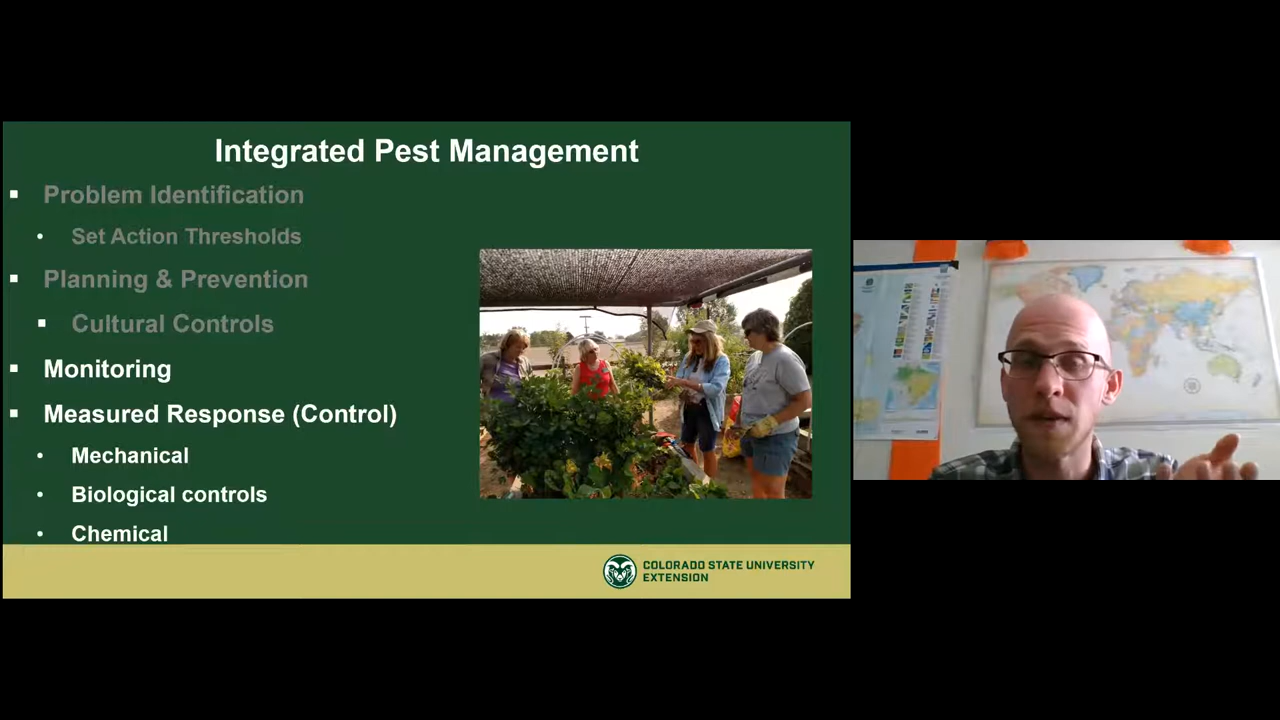 Integrated Pest Management
Problem Identification
Set Action Thresholds
Planning & Prevention
Cultural Controls
Monitoring
Measured Response (Control)
Mechanical
Biological controls
Chemical
COLORADO STATE UNIVERSITY
EXTENSION